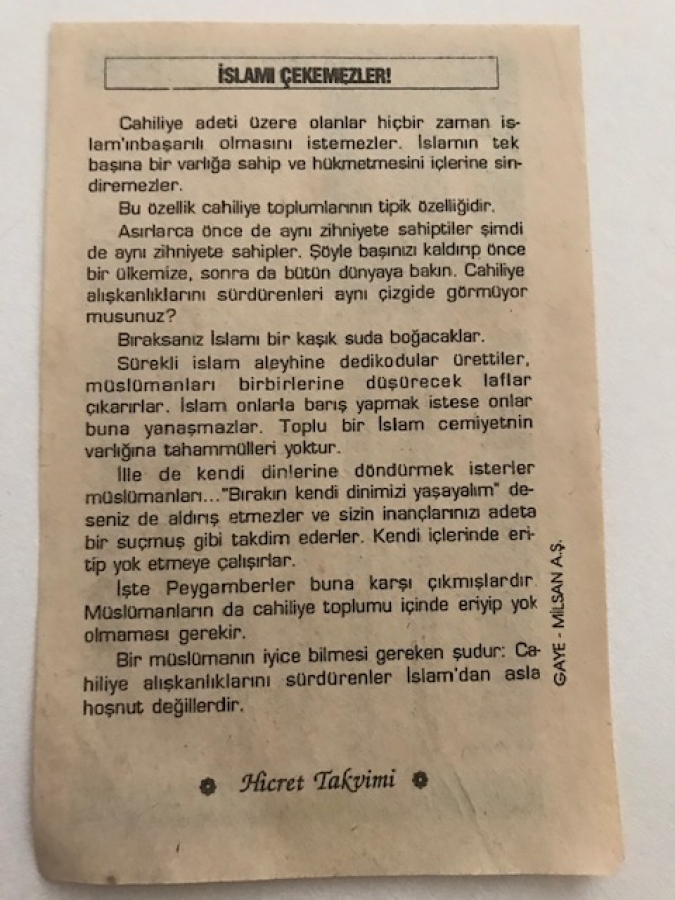 İSLAMI ÇEKEMEZLER!
Cahiliye adeti üzere olanlar hiçbir zaman is-
lam'ınbaşarılı olmasını istemezler. İslamın tek
başına bir varlığa sahip ve hükmetmesini içlerine sin-
diremezler.
Bu özellik cahiliye toplumlarının tipik özelliğidir.
Asırlarca önce de aynı zihniyete sahiptiler şimdi
de aynı zihniyete sahipler. Şöyle başınızı kaldırıp önce
bir ülkemize, sonra da bütün dünyaya bakın. Cahiliye
alışkanlıklarını sürdürenleri aynı çizgide görmüyor
musunuz?
Bıraksanız İslamı bir kaşık suda boğacaklar.
Sürekli islam aleyhine dedikodular ürettiler,
müslümanları birbirlerine düşürecek laflar
çıkarırlar. İslam onlarla barış yapmak istese onlar
buna yanaşmazlar. Toplu bir İslam cemiyetnin
varlığına tahammülleri yoktur.
İlle de kendi dinlerine döndürmek isterler
müslümanları..."Bırakın kendi dinimizi yaşayalım" de-
seniz de aldırış etmezler ve sizin inançlarınızı adeta
bir suçmuş gibi takdim ederler. Kendi içlerinde eri-
tip yok etmeye çalışırlar.
İşte Peygamberler buna karşı çıkmışlardır.
Müslümanların da cahiliye toplumu içinde eriyip yok
olmaması gerekir.
Bir müslümanın iyice bilmesi gereken şudur: Ca-
hiliye alışkanlıklarını sürdürenler İslam'dan asla
hoşnut değillerdir.
GAYE - MİLSAN A.Ş.
Hicret Takvimi